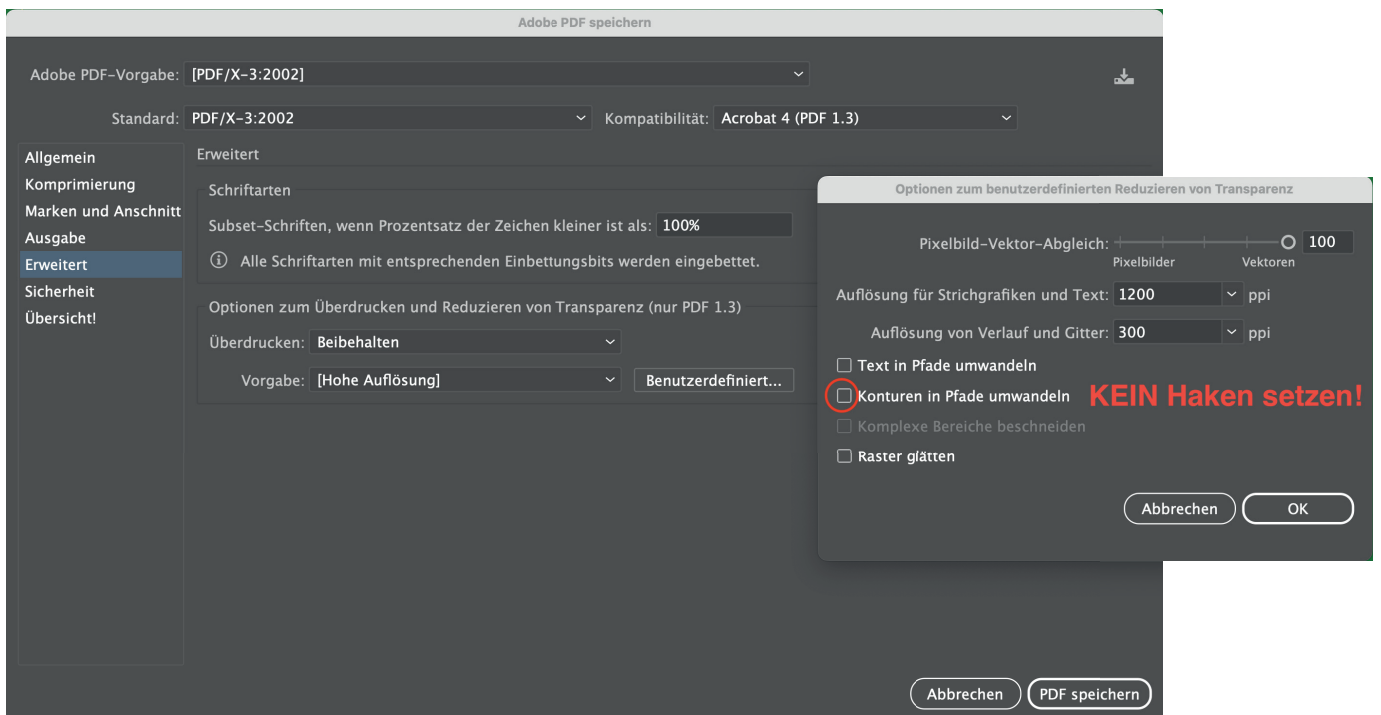 Adobe PDF speichern
Adobe PDF-Vorgabe: [PDF/X-3:2002]
Standard: PDF/X-3:2002 Kompatibilität: Acrobat 4 (PDF 1.3)
Allgemein
Komprimierung
Marken und Anschnitt
Ausgabe
Erweitert
Sicherheit
Übersicht!
Erweitert
Schriftarten
Subset-Schriften, wenn Prozentsatz der Zeichen kleiner ist als: 100%
Alle Schriftarten mit entsprechenden Einbettungsbits werden eingebettet.
Optionen zum Überdrucken und Reduzieren von Transparenz (nur PDF 1.3)
Überdrucken: Beibehalten
Vorgabe: [Hohe Auflösung] Benutzerdefiniert...
Abbrechen PDF speichern
Optionen zum benutzerdefinierten Reduzieren von Transparenz
Pixelbild-Vektor-Abgleich: 100
Pixelbilder Vektoren
Auflösung für Strichgrafiken und Text: 1200 ppi
Auflösung von Verlauf und Gitter: 300 ppi
Text in Pfade umwandeln
Konturen in Pfade umwandeln KEIN Haken setzen!
Komplexe Bereiche beschneiden
Raster glätten
Abbrechen OK